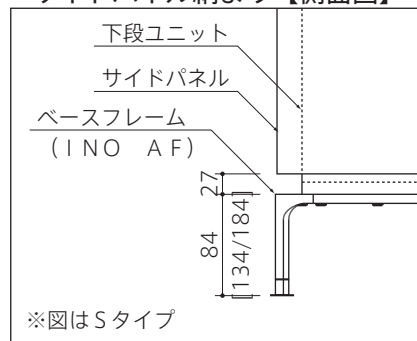 下段ユニット
サイドパネル
ベースフレーム
(INO AF)
27
84
134/184
※図はSタイプ